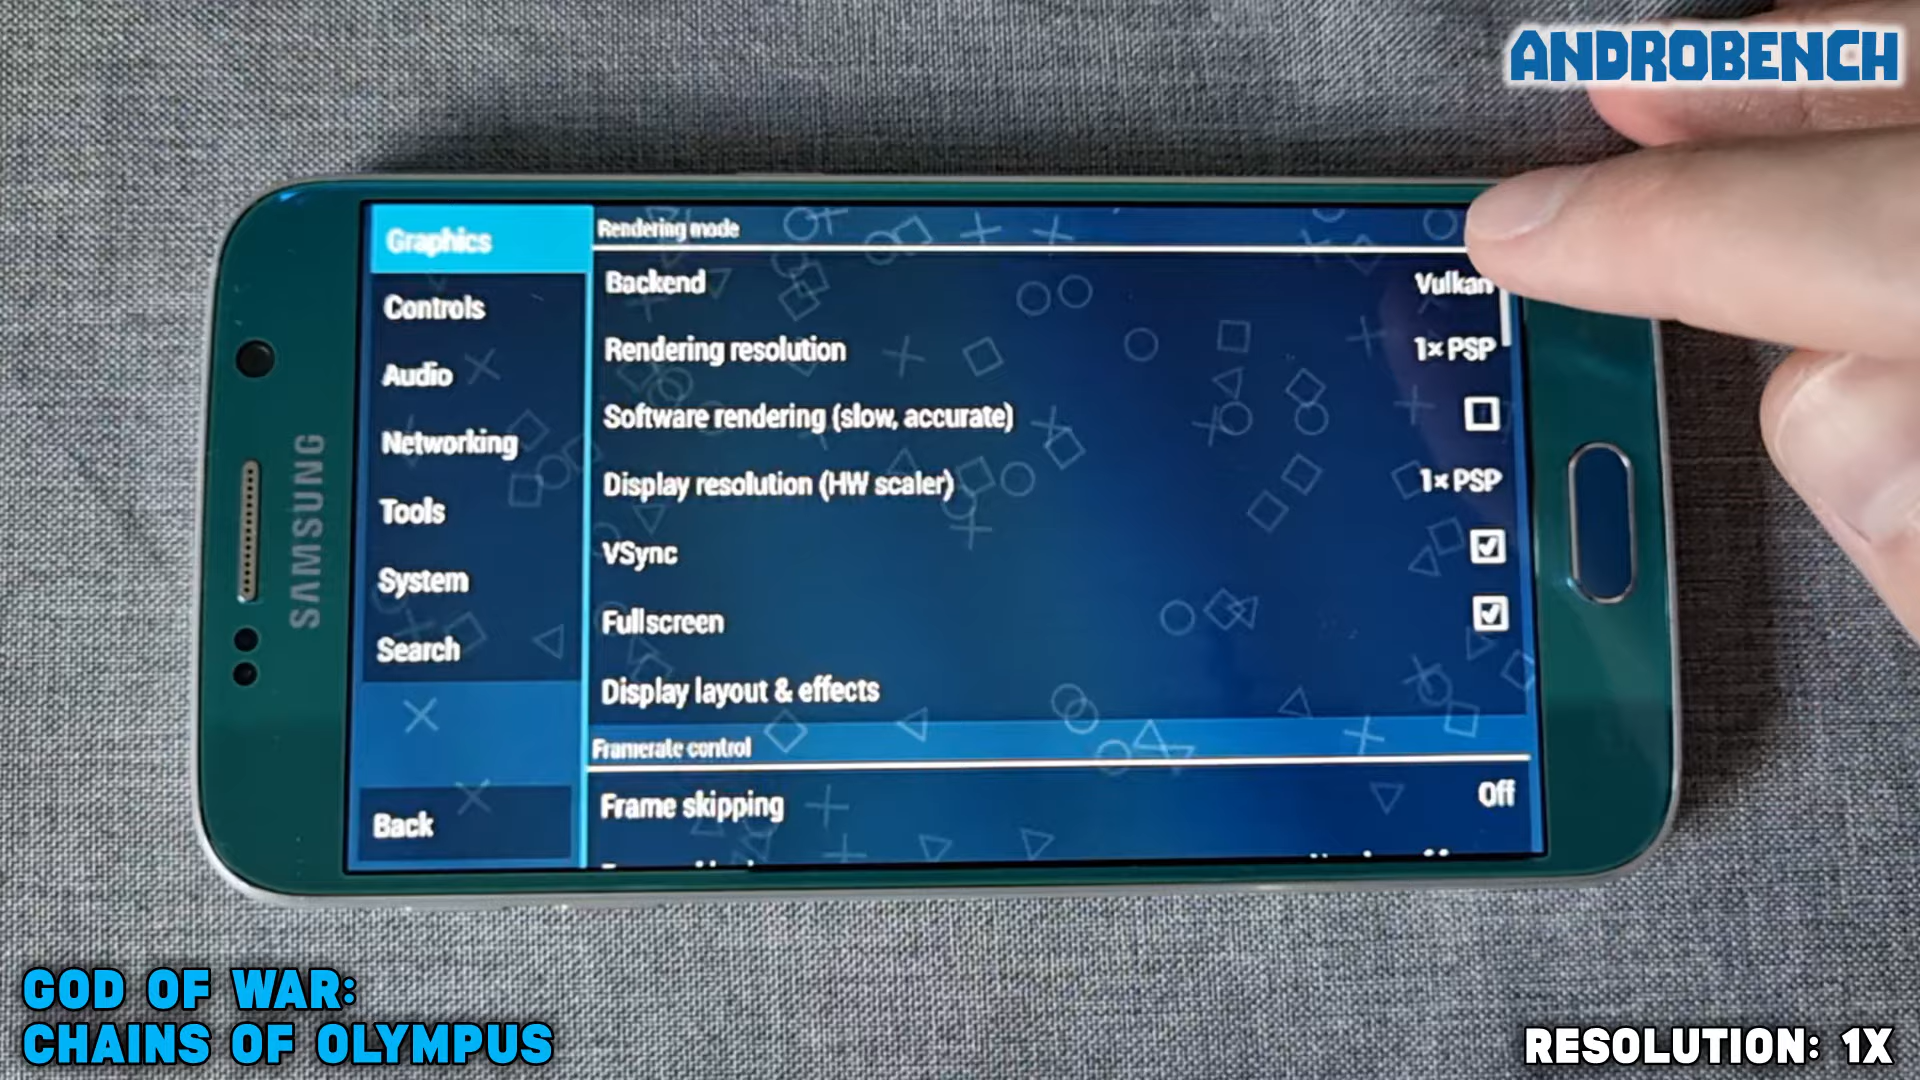 ANDROBENCH
SAMSUNG
Graphics
Controls
Audio
Networking
Tools
System
Search
Back
Rendering mode
Backend Vulkan
Rendering resolution 1× PSP
Software rendering (slow, accurate)
Display resolution (HW scaler) 1× PSP
VSync
Fullscreen
Display layout & effects
Framerate control
Frame skipping Off
GOD OF WAR:
CHAINS OF OLYMPUS
RESOLUTION: 1X